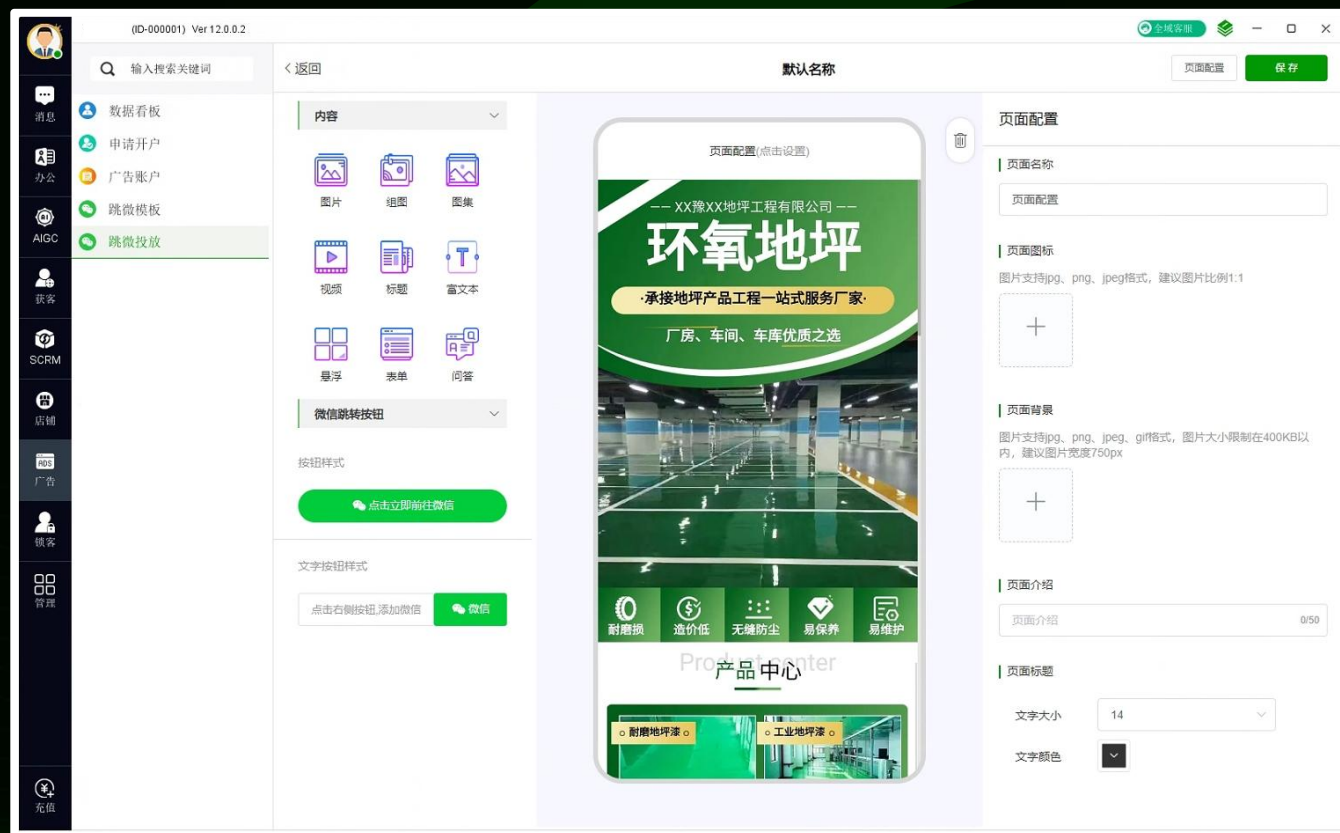 (ID-000001) Ver 12.0.0.2
全域客服
输入搜索关键词
返回
默认名称
页面配置
保存
消息
办公
AIGC
获客
SCRM
店铺
ADS
广告
锁客
管理
充值
数据看板
申请开户
广告账户
跳微模板
跳微投放
内容
图片
组图
图集
视频
标题
富文本
悬浮
表单
问答
微信跳转按钮
按钮样式
点击立即前往微信
文字按钮样式
点击右侧按钮,添加微信
微信
页面配置(点击设置)
—— XX豫XX地坪工程有限公司 ——
环氧地坪
·承接地坪产品工程一站式服务厂家·
厂房、车间、车库优质之选
耐磨损
造价低
无缝防尘
易保养
易维护
Product center
产品中心
耐磨地坪漆
工业地坪漆
页面配置
页面名称
页面配置
页面图标
图片支持jpg、png、jpeg格式，建议图片比例1:1
页面背景
图片支持jpg、png、jpeg、gif格式，图片大小限制在400KB以
内，建议图片宽度750px
页面介绍
页面介绍
0/50
页面标题
文字大小
14
文字颜色